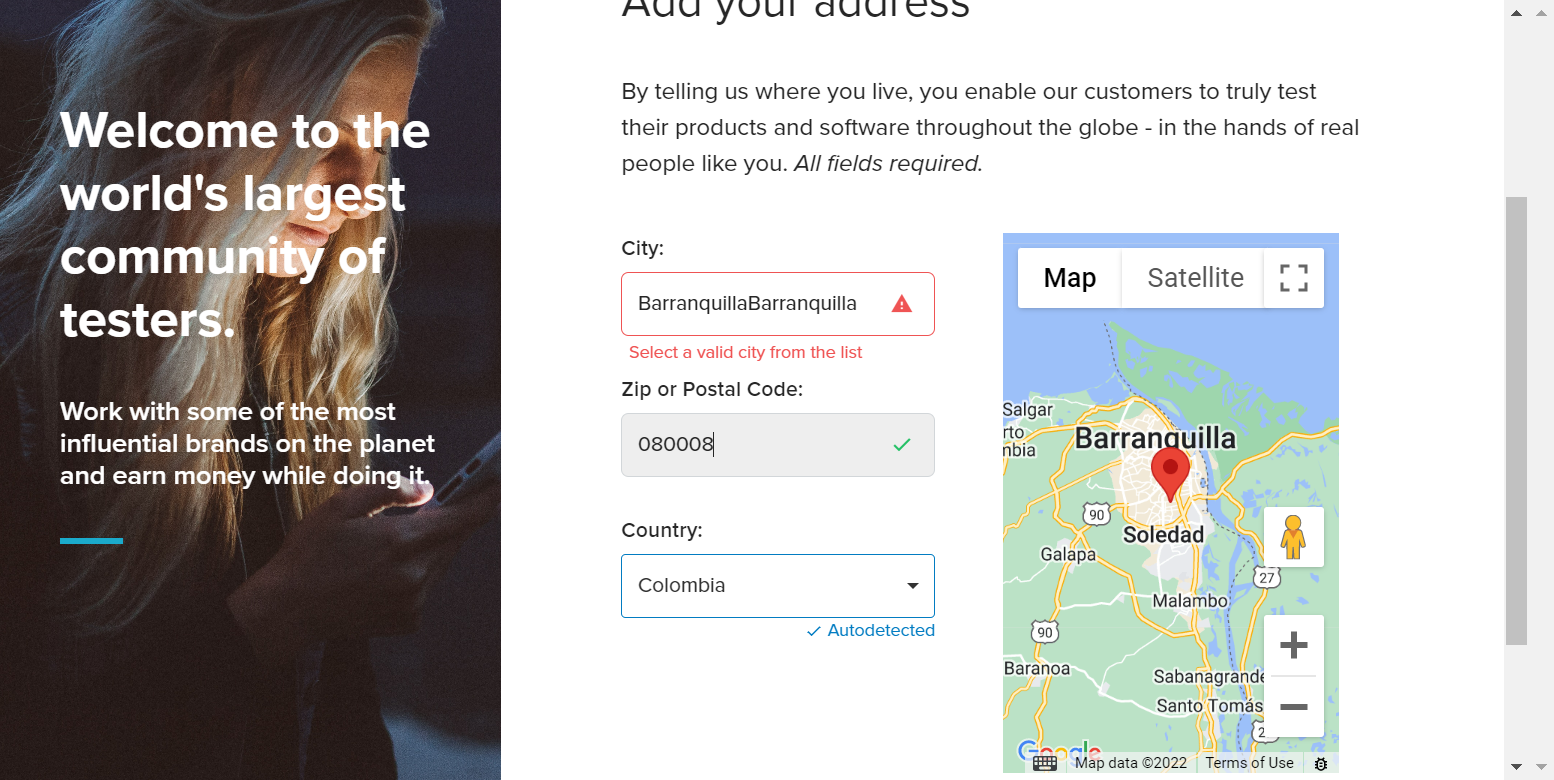 Welcome to the
world's largest
community of
testers.
Work with some of the most
influential brands on the planet
and earn money while doing it.
Add your address
By telling us where you live, you enable our customers to truly test
their products and software throughout the globe - in the hands of real
people like you. All fields required.
City:
BarranquillaBarranquilla
Select a valid city from the list
Zip or Postal Code:
080008
Country:
Colombia
Autodetected
Map
Satellite
Salgar
rto
nbia
Barranquilla
90
Soledad
Galapa
27
Malambo
90
Baranoa
Sabanagrande
Santo Tomás
2
Google
Map data ©2022
Terms of Use